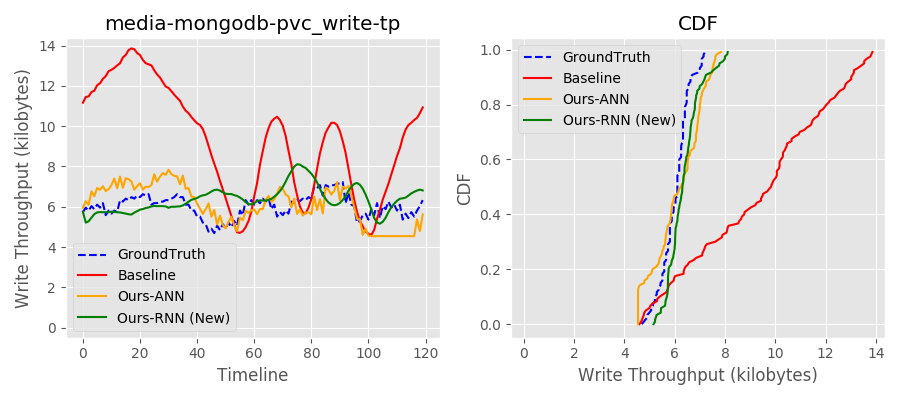 media-mongodb-pvc_write-tp
Write Throughput (kilobytes)
14
12
10
8
6
4
2
0
GroundTruth
Baseline
Ours-ANN
Ours-RNN (New)
0
20
40
60
80
100
120
Timeline
CDF
CDF
1.0
0.8
0.6
0.4
0.2
0.0
GroundTruth
Baseline
Ours-ANN
Ours-RNN (New)
0
2
4
6
8
10
12
14
Write Throughput (kilobytes)